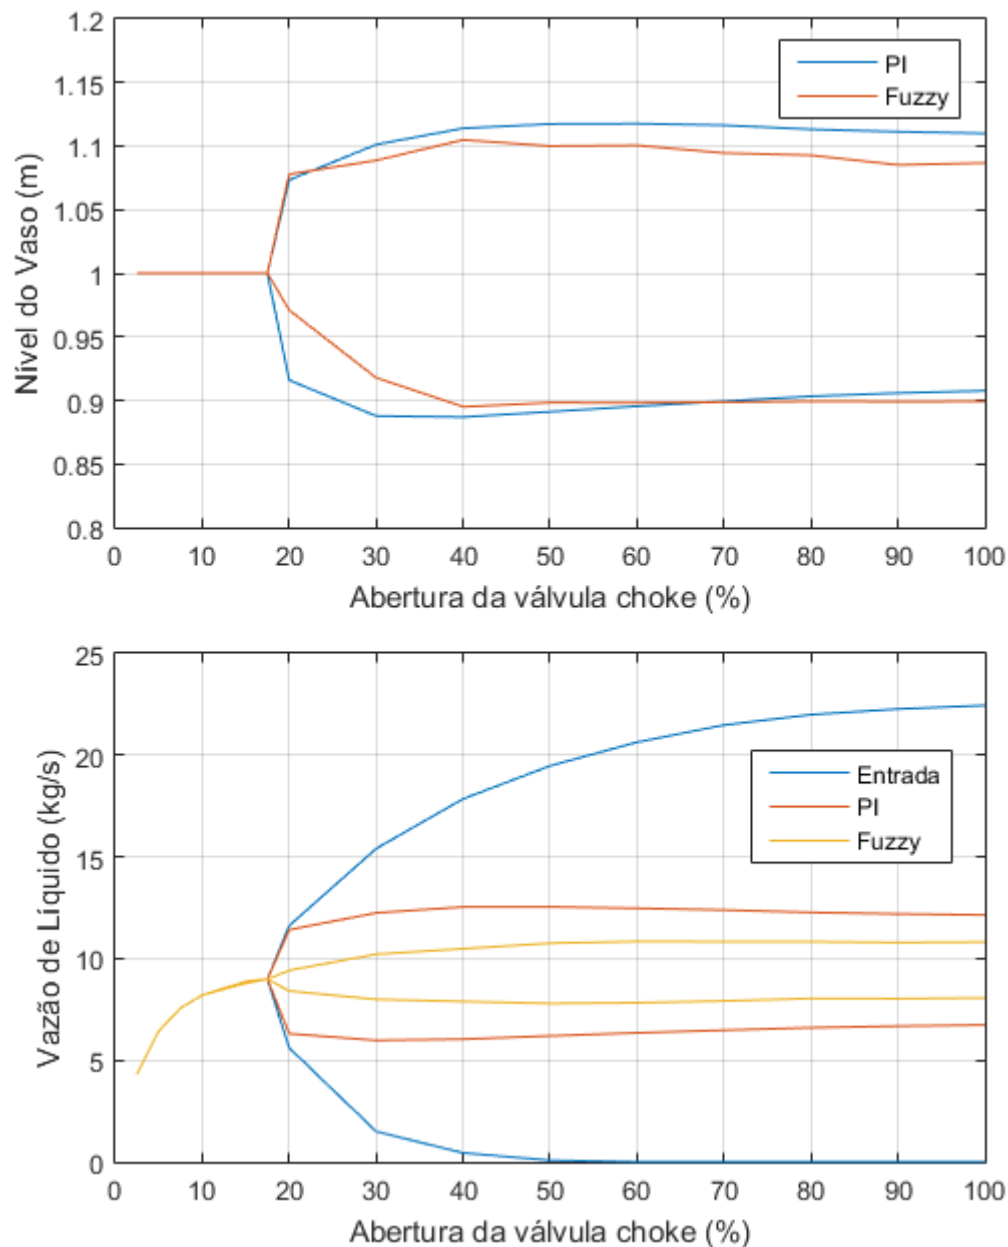 1.2
1.15
1.1
1.05
1
0.95
0.9
0.85
0.8
Nível do Vaso (m)
PI
Fuzzy
0 10 20 30 40 50 60 70 80 90 100
Abertura da válvula choke (%)
25
20
15
10
5
0
Vazão de Líquido (kg/s)
Entrada
PI
Fuzzy
0 10 20 30 40 50 60 70 80 90 100
Abertura da válvula choke (%)